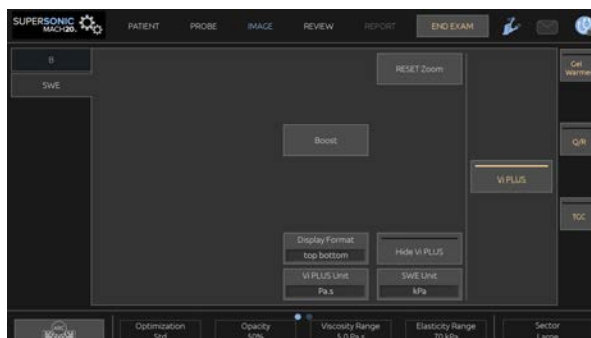 SUPERSONIC
MACH20.
PATIENT
PROBE
IMAGE
REVIEW
REPORT
END EXAM
B
SWE
RESET Zoom
Gel
Warmer
Boost
Q/R
Vi PLUS
TGC
Display Format
top bottom
Hide Vi PLUS
Vi PLUS Unit
Pa.s
SWE Unit
kPa
Optimization
Std
Opacity
50%
Viscosity Range
5.0 Pa.s
Elasticity Range
70 kPa
Sector
Large